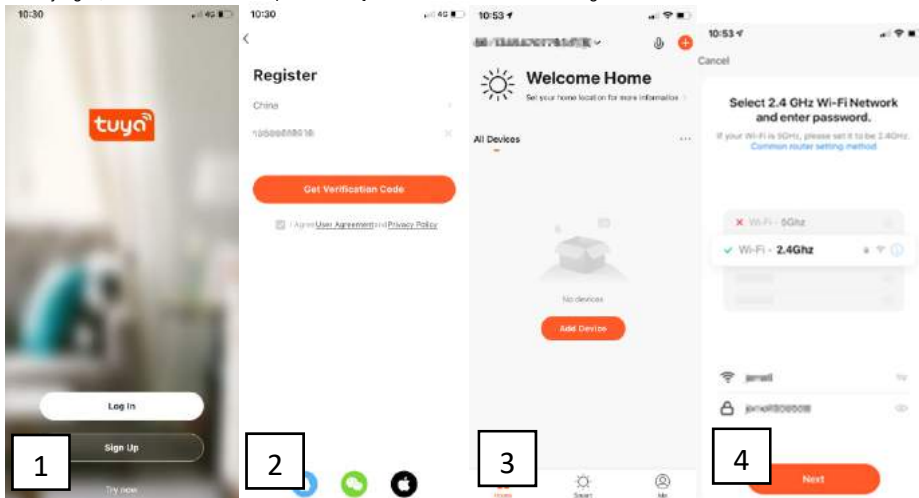 10:30
4G
tuya
Log In
Sign Up
Try now
1
10:30
4G
Register
China
Get Verification Code
I Agree User Agreement and Privacy Policy
2
10:53
Welcome Home
Set your home location for more information
All Devices
No devices
Add Device
Home Smart Me
3
10:53
Cancel
Select 2.4 GHz Wi-Fi Network
and enter password.
If your Wi-Fi is 5GHz, please set it to be 2.4GHz.
Common router setting method
Wi-Fi - 5Ghz
Wi-Fi - 2.4Ghz
Next
4